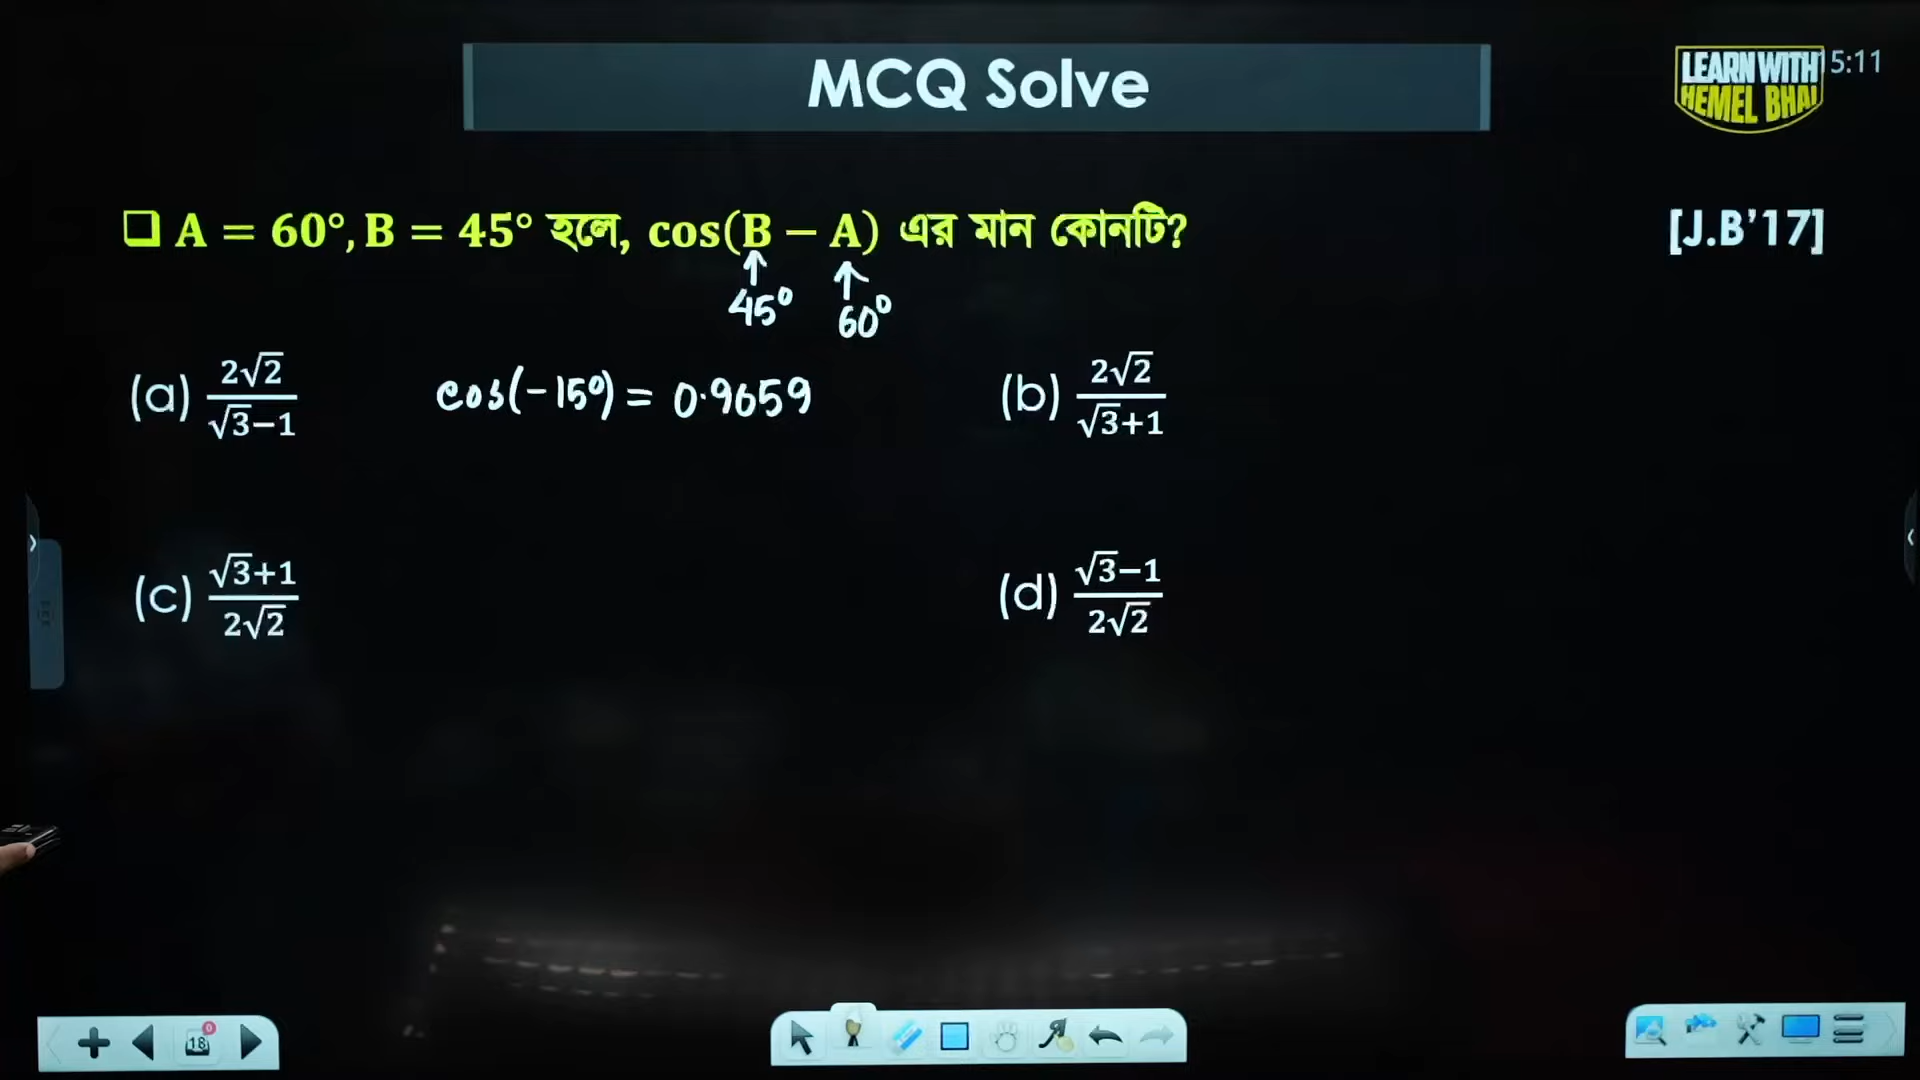 MCQ Solve
LEARN WITH
HEMEL BHAI
5:11
❑ A = 60°, B = 45° হলে, cos(B − A) এর মান কোনটি?
[J.B’17]
45° 60°
(a) 2√2/(√3−1)
cos(-15°) = 0.9659
(b) 2√2/(√3+1)
(c) (√3+1)/2√2
(d) (√3−1)/2√2
18
0